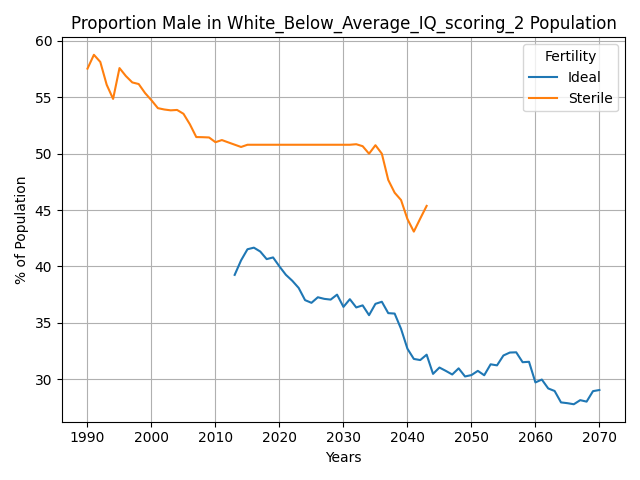 Proportion Male in White_Below_Average_IQ_scoring_2 Population
60
55
50
45
40
35
30
% of Population
Fertility
Ideal
Sterile
1990 2000 2010 2020 2030 2040 2050 2060 2070
Years